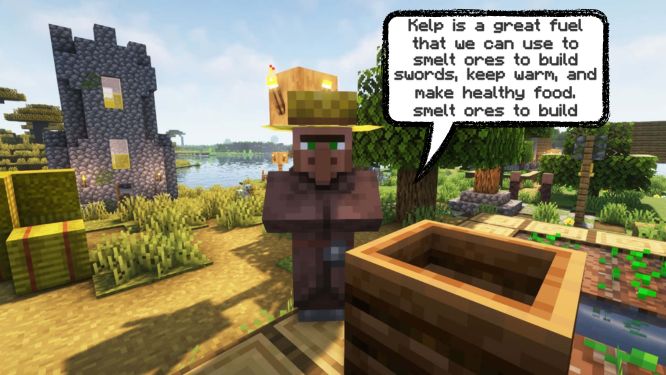 Kelp is a great fuel
that we can use to
smelt ores to build
swords, keep warm, and
make healthy food.
smelt ores to build